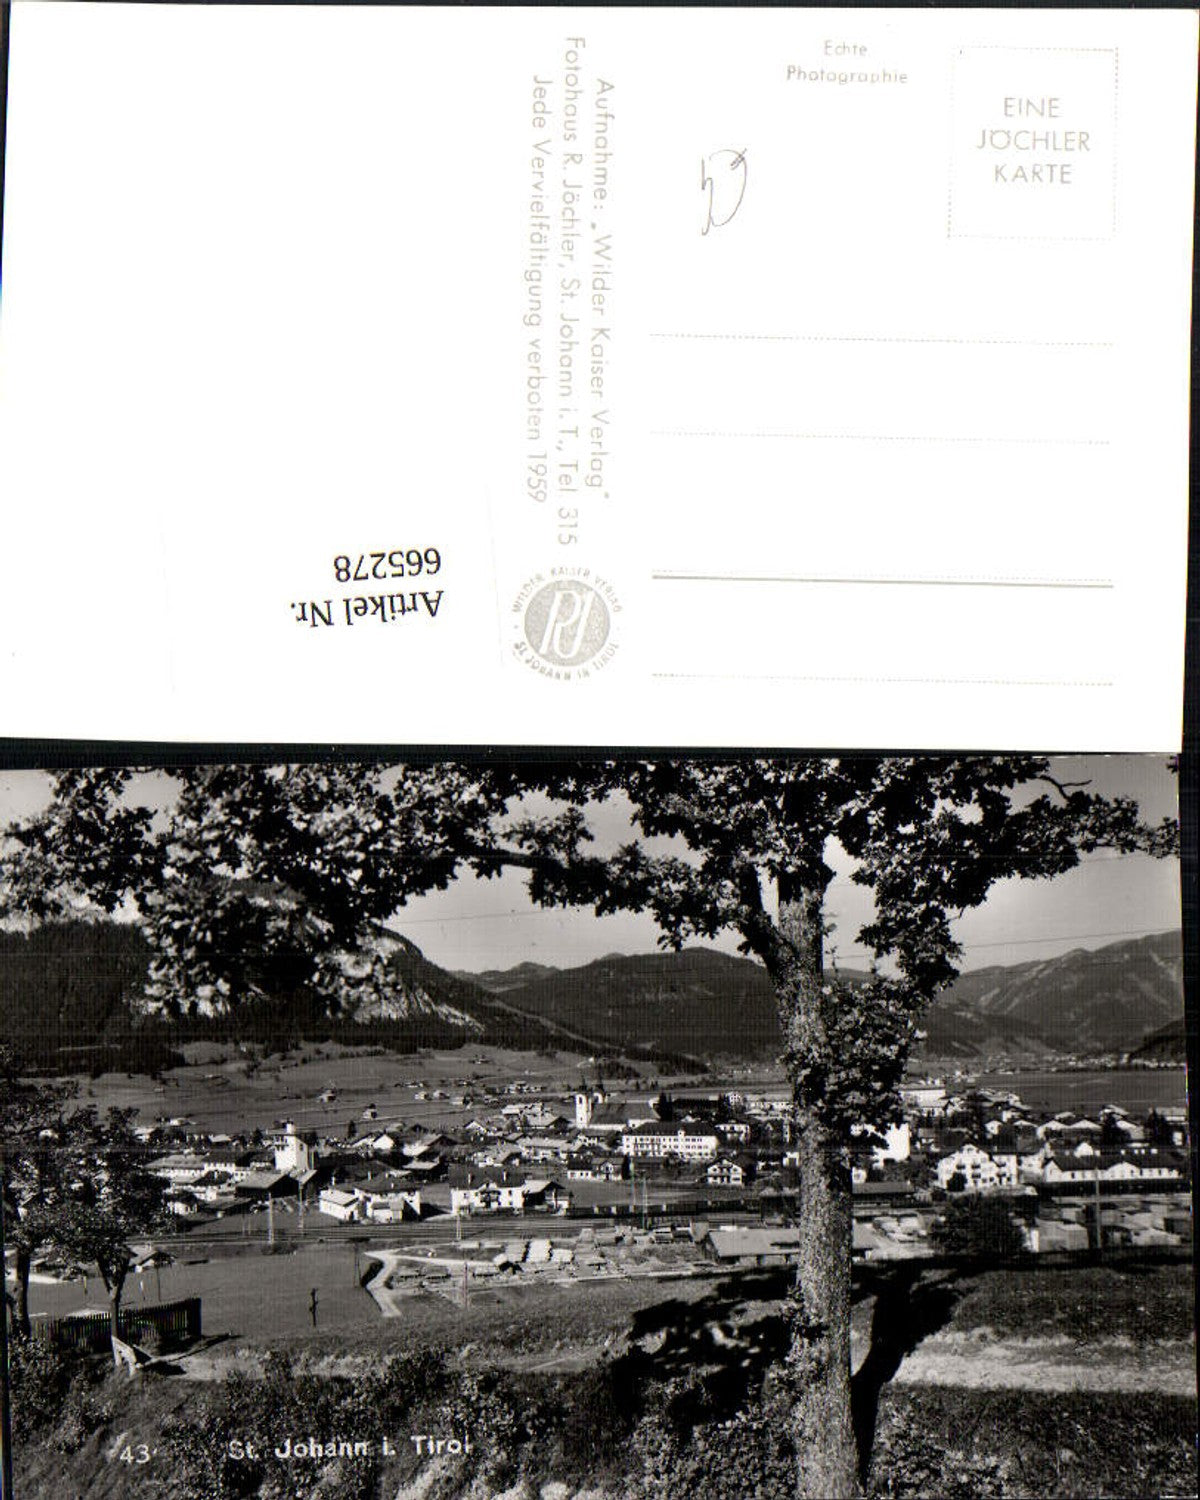 Echte
Photographie
EINE
JÖCHLER
KARTE
Aufnahme: „Wilder Kaiser Verlag"
Fotohaus R. Jöchler, St. Johann i. T., Tel. 315
Jede Vervielfältigung verboten 1959
WILDER KAISER VERLAG
RJ
ST. JOHANN IN TIROL
Artikel Nr.
665278
43 St. Johann i. Tirol